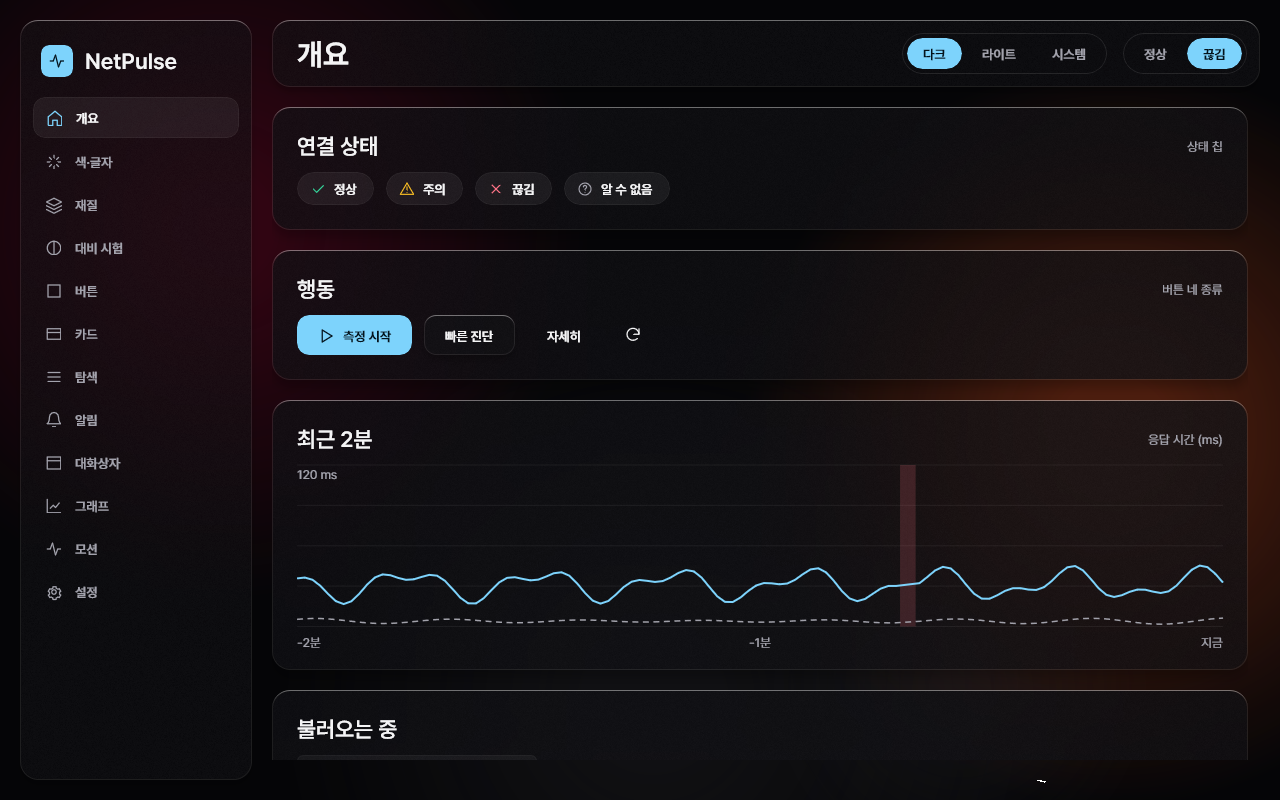 NetPulse
개요
색·글자
재질
대비 시험
버튼
카드
탐색
알림
대화상자
그래프
모션
설정
개요
다크 라이트 시스템 정상 끊김
연결 상태
상태 칩
정상 주의 끊김 알 수 없음
행동
버튼 네 종류
측정 시작 빠른 진단 자세히
최근 2분
응답 시간 (ms)
120 ms
-2분 -1분 지금
불러오는 중